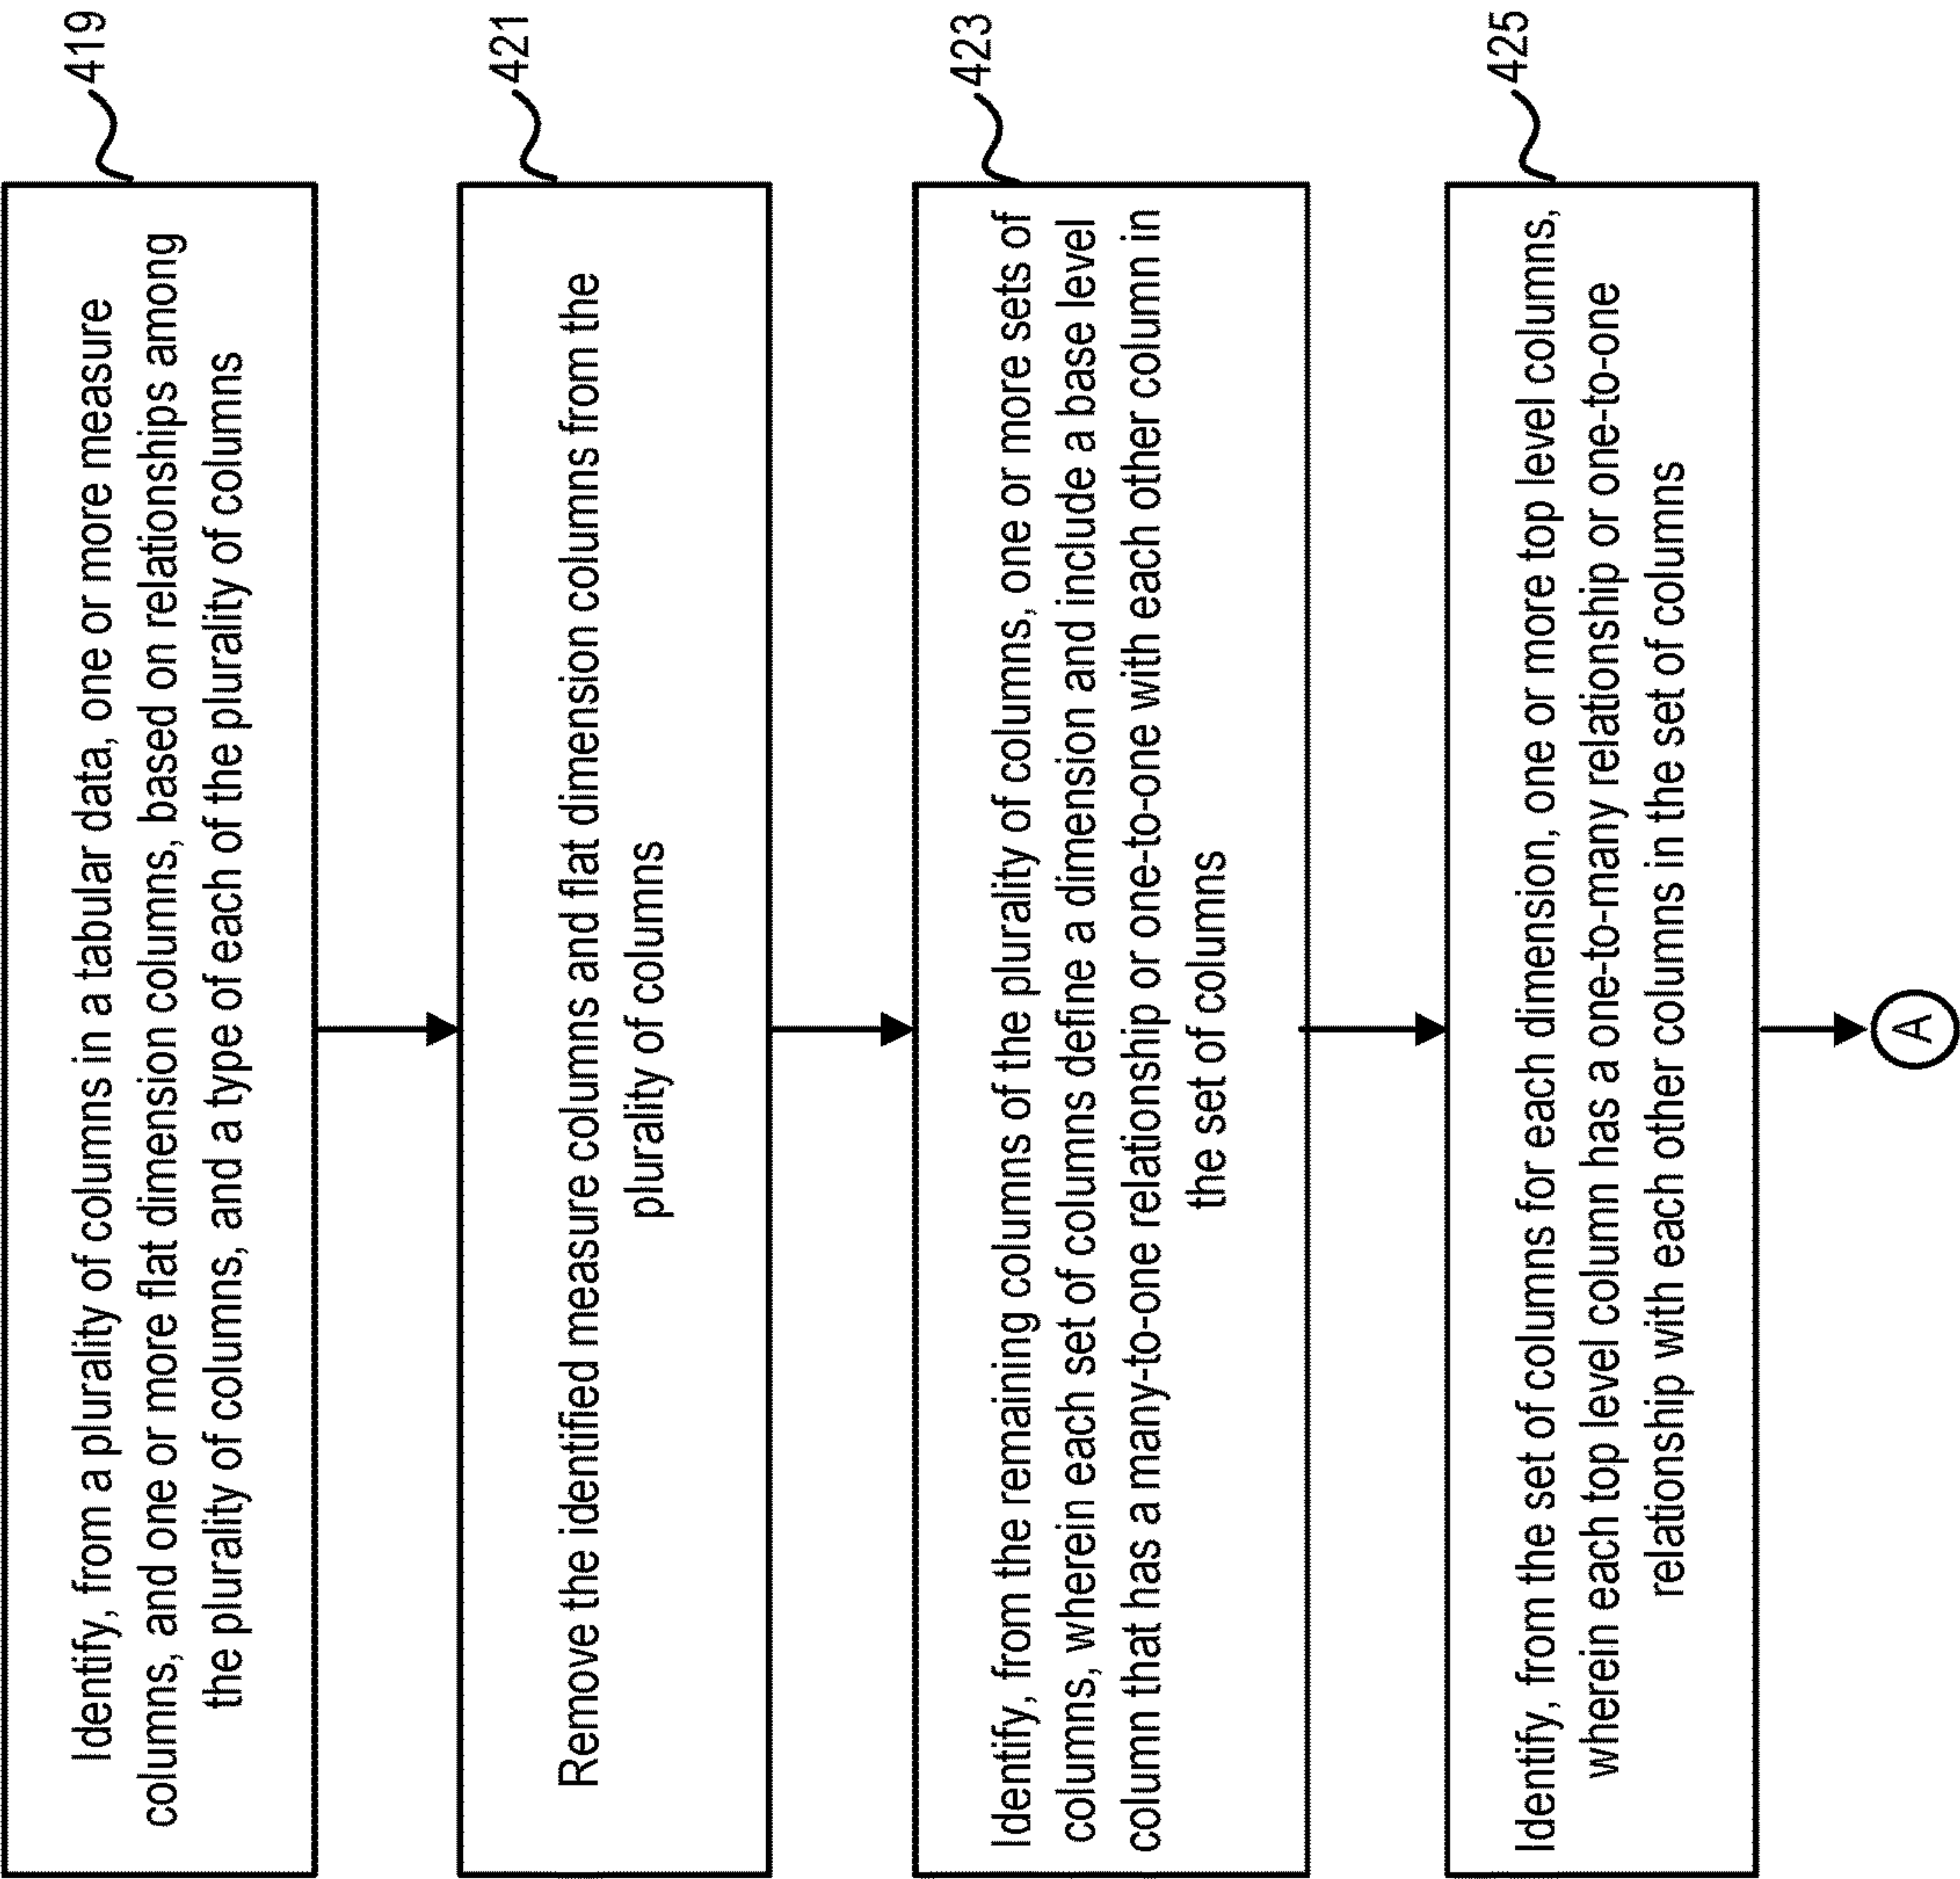 419
Identify, from a plurality of columns in a tabular data, one or more measure
columns, and one or more flat dimension columns, based on relationships among
the plurality of columns, and a type of each of the plurality of columns
421
Remove the identified measure columns and flat dimension columns from the
plurality of columns
423
Identify, from the remaining columns of the plurality of columns, one or more sets of
columns, wherein each set of columns define a dimension and include a base level
column that has a many-to-one relationship or one-to-one with each other column in
the set of columns
425
Identify, from the set of columns for each dimension, one or more top level columns,
wherein each top level column has a one-to-many relationship or one-to-one
relationship with each other columns in the set of columns
A